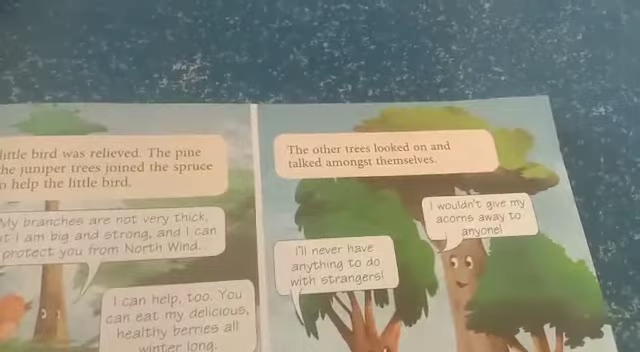 little bird was relieved. The pine
the juniper trees joined the spruce
help the little bird.
My branches are not very thick,
I am big and strong, and I can
protect you from North Wind.
I can help, too. You
can eat my delicious,
healthy berries all
winter long.
The other trees looked on and
talked amongst themselves.
I wouldn't give my
acorns away to
anyone!
I'll never have
anything to do
with strangers!